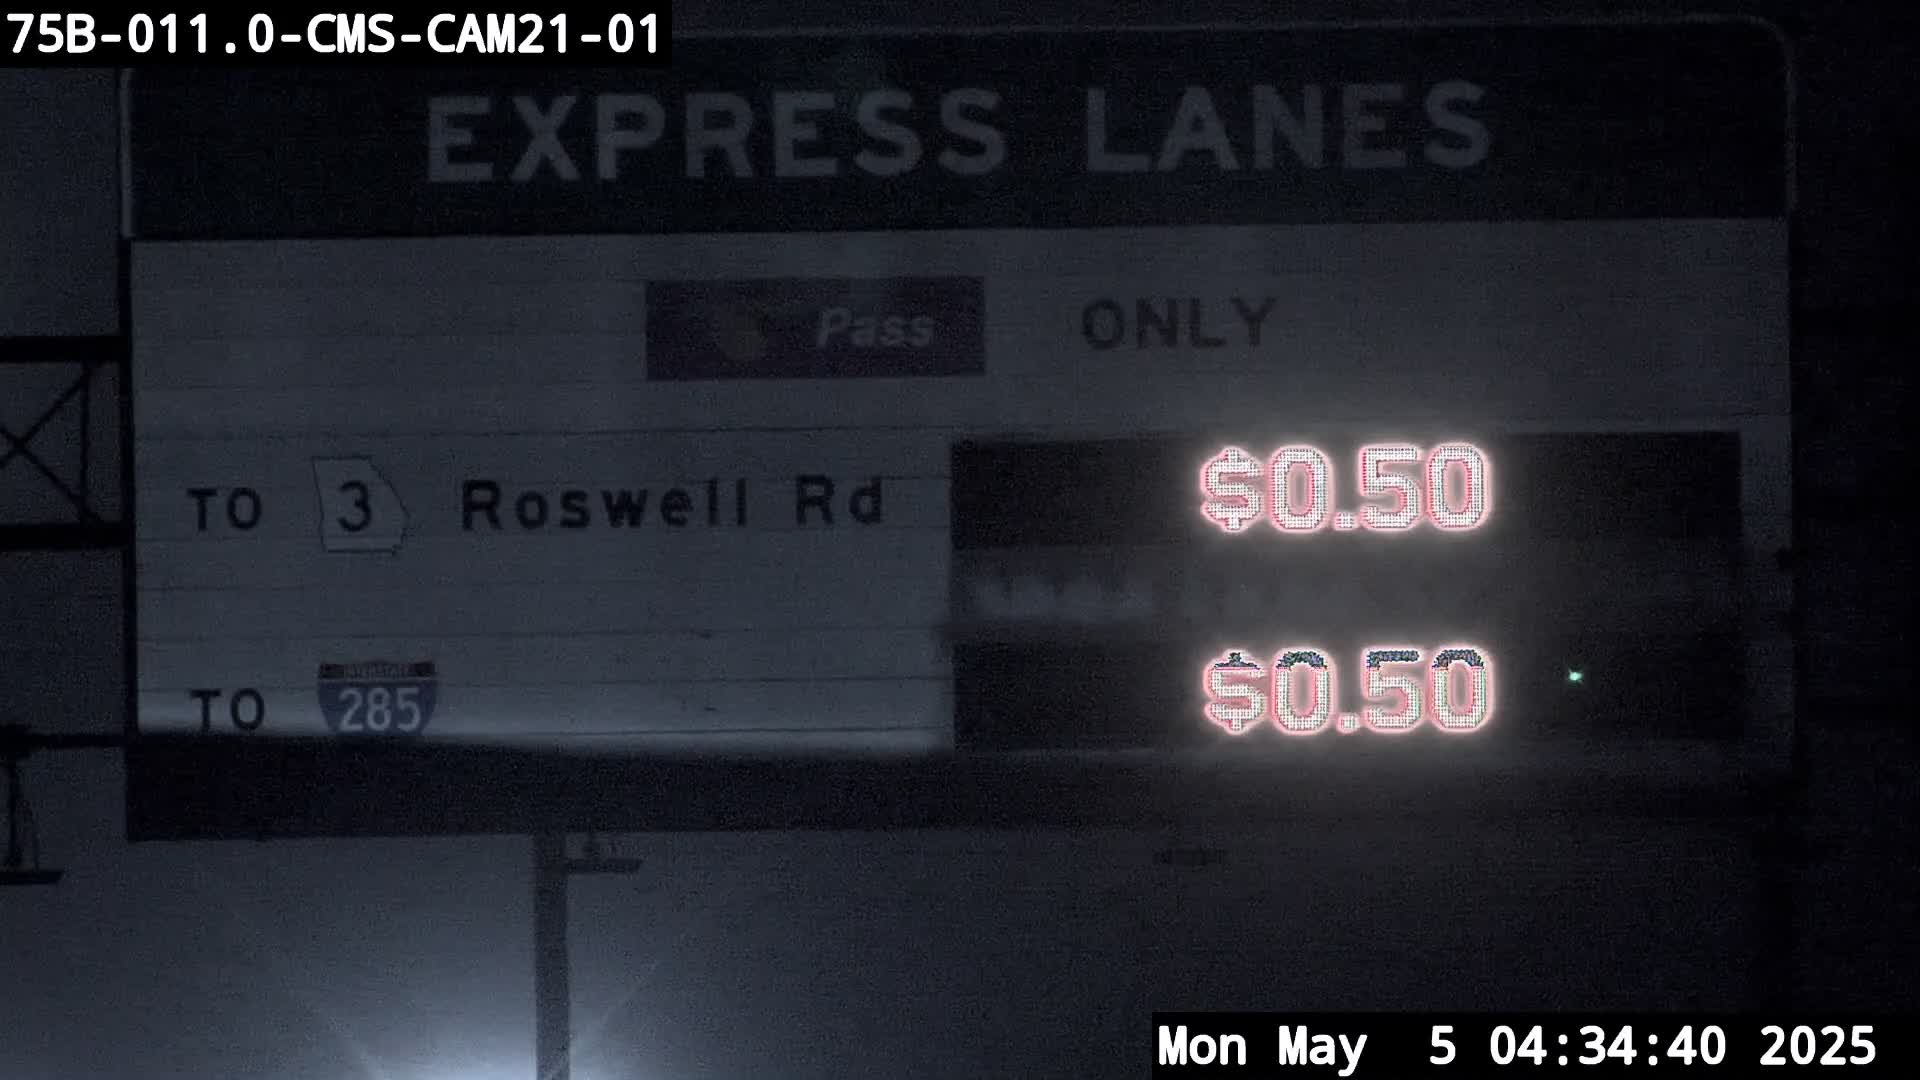 75B-011.0-CMS-CAM21-01
EXPRESS LANES
Pass ONLY
TO 3 Roswell Rd $0.50
INTERSTATE
TO 285 $0.50
Mon May 5 04:34:40 2025